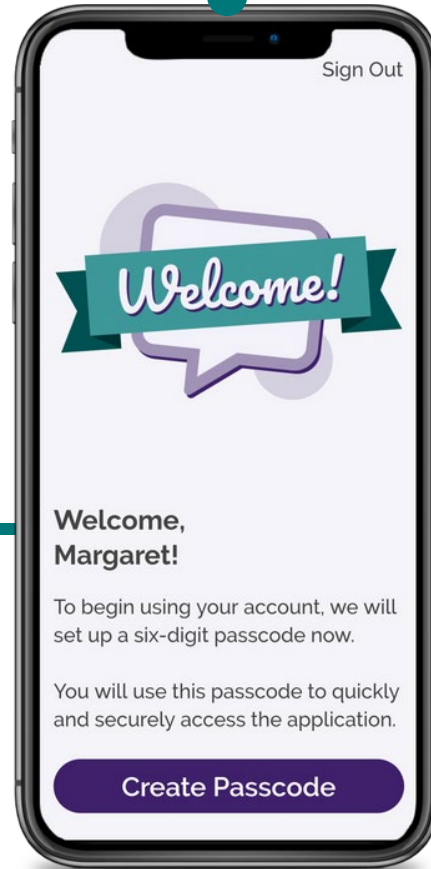 Sign Out
Welcome!
Welcome,
Margaret!
To begin using your account, we will
set up a six-digit passcode now.
You will use this passcode to quickly
and securely access the application.
Create Passcode